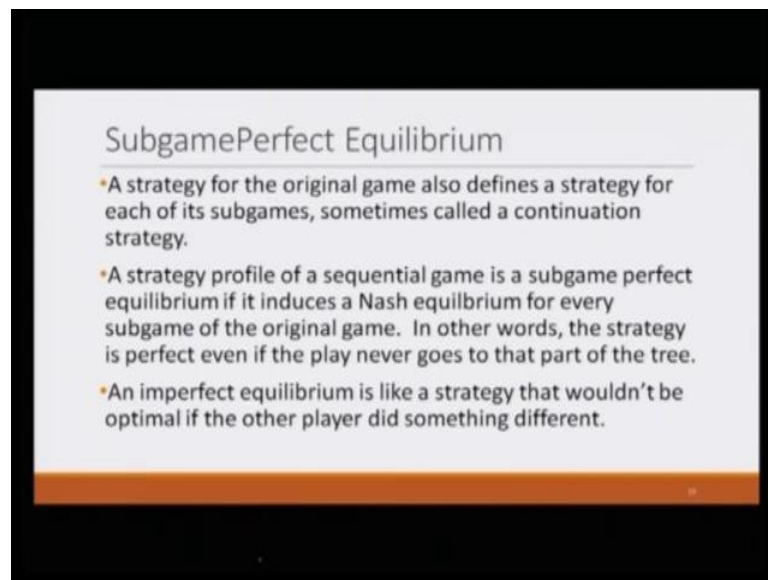 SubgamePerfect Equilibrium
•A strategy for the original game also defines a strategy for
each of its subgames, sometimes called a continuation
strategy.
•A strategy profile of a sequential game is a subgame perfect
equilibrium if it induces a Nash equilbrium for every
subgame of the original game. In other words, the strategy
is perfect even if the play never goes to that part of the tree.
•An imperfect equilibrium is like a strategy that wouldn't be
optimal if the other player did something different.